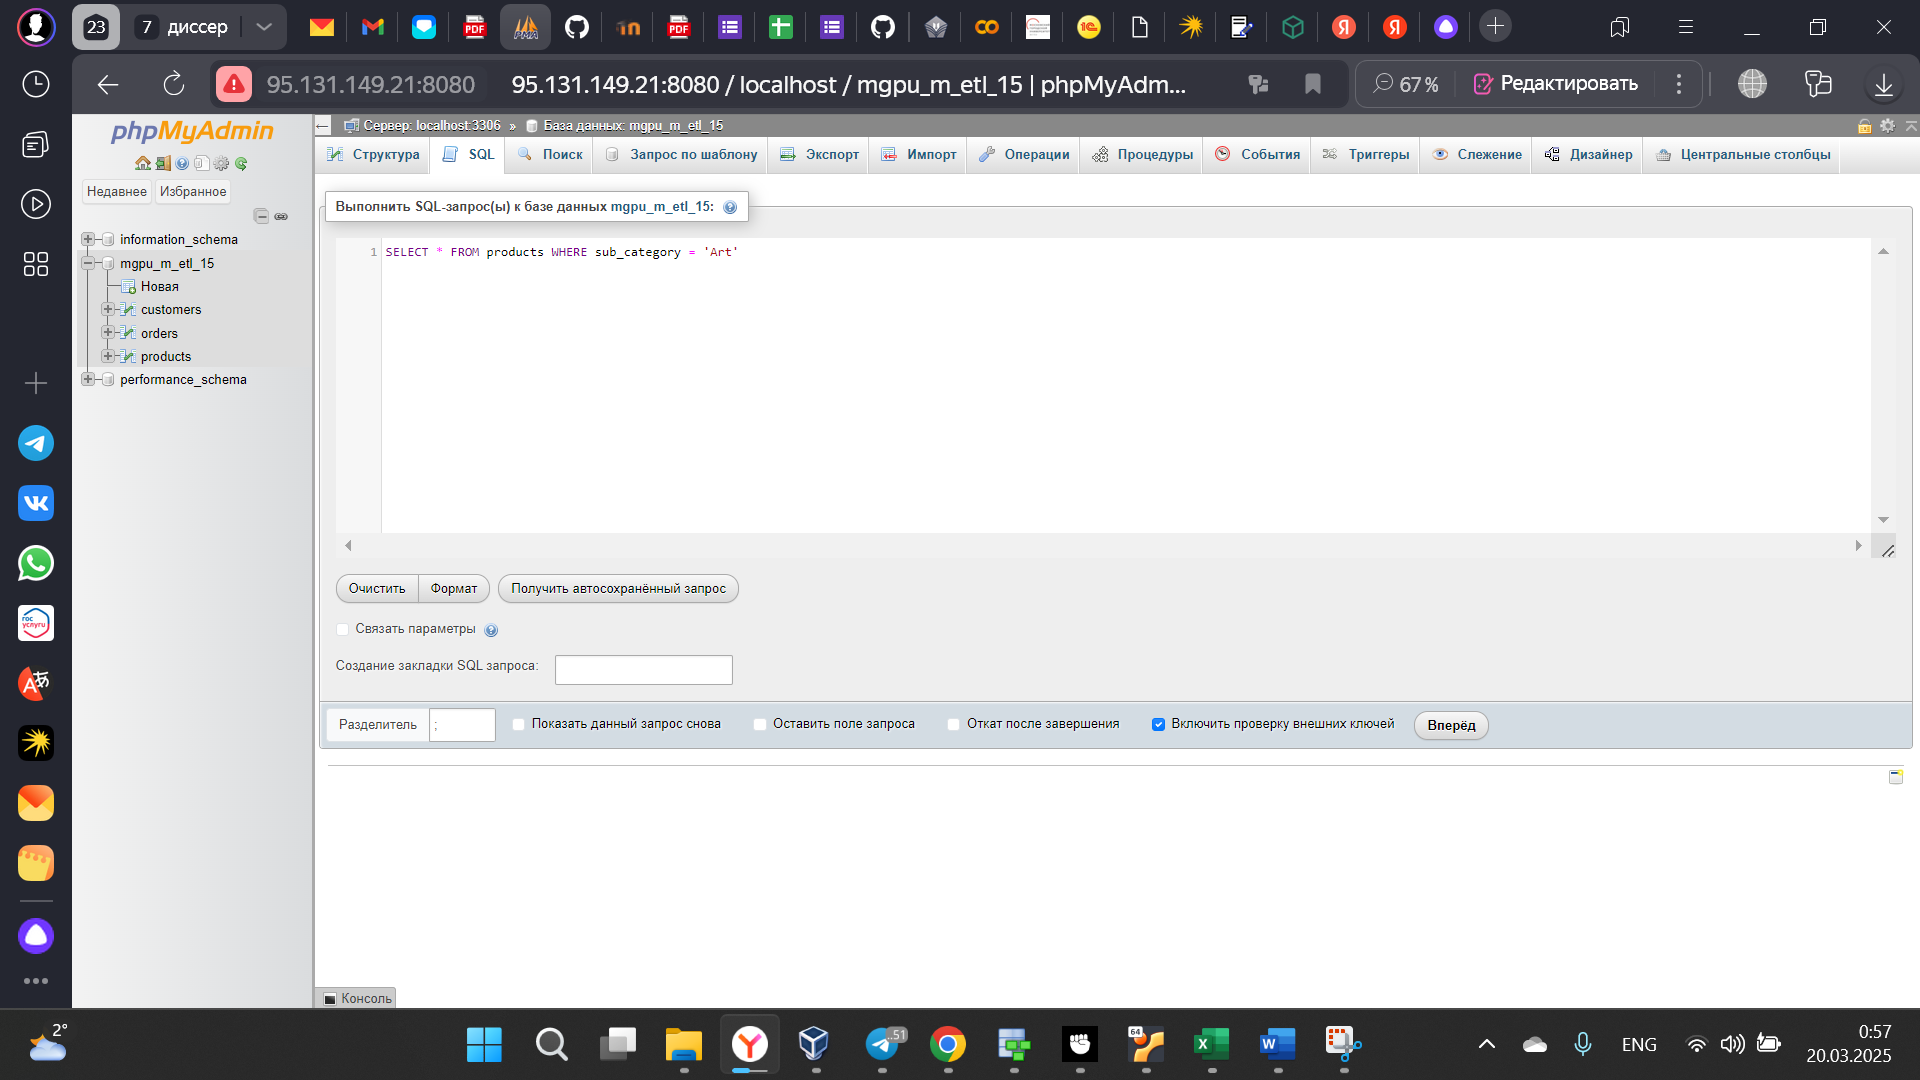 23
7 диссер
95.131.149.21:8080
95.131.149.21:8080 / localhost / mgpu_m_etl_15 | phpMyAdm...
67 %
Редактировать
phpMyAdmin
Недавнее
Избранное
information_schema
mgpu_m_etl_15
Новая
customers
orders
products
performance_schema
Сервер: localhost:3306 » База данных: mgpu_m_etl_15
Структура
SQL
Поиск
Запрос по шаблону
Экспорт
Импорт
Операции
Процедуры
События
Триггеры
Слежение
Дизайнер
Центральные столбцы
Выполнить SQL-запрос(ы) к базе данных mgpu_m_etl_15:
1 SELECT * FROM products WHERE sub_category = 'Art'
Очистить
Формат
Получить автосохранённый запрос
Связать параметры
Создание закладки SQL запроса:
Разделитель
;
Показать данный запрос снова
Оставить поле запроса
Откат после завершения
Включить проверку внешних ключей
Вперёд
Консоль
2°
ENG
0:57
20.03.2025